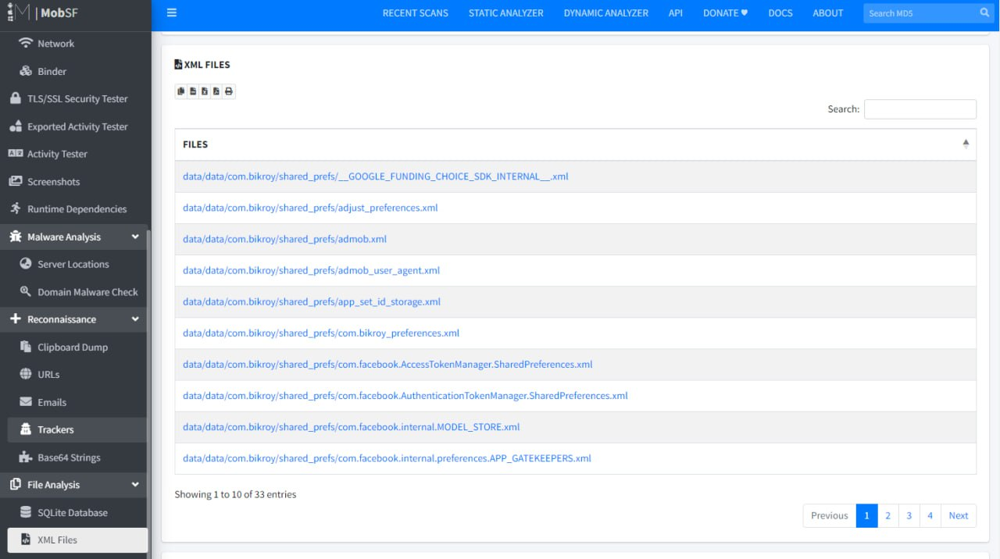 | MobSF
RECENT SCANS STATIC ANALYZER DYNAMIC ANALYZER API DONATE DOCS ABOUT Search MD5
Network
Binder
TLS/SSL Security Tester
Exported Activity Tester
Activity Tester
Screenshots
Runtime Dependencies
Malware Analysis
Server Locations
Domain Malware Check
Reconnaissance
Clipboard Dump
URLs
Emails
Trackers
Base64 Strings
File Analysis
SQLite Database
XML Files
XML FILES
Search:
FILES
data/data/com.bikroy/shared_prefs/__GOOGLE_FUNDING_CHOICE_SDK_INTERNAL__.xml
data/data/com.bikroy/shared_prefs/adjust_preferences.xml
data/data/com.bikroy/shared_prefs/admob.xml
data/data/com.bikroy/shared_prefs/admob_user_agent.xml
data/data/com.bikroy/shared_prefs/app_set_id_storage.xml
data/data/com.bikroy/shared_prefs/com.bikroy_preferences.xml
data/data/com.bikroy/shared_prefs/com.facebook.AccessTokenManager.SharedPreferences.xml
data/data/com.bikroy/shared_prefs/com.facebook.AuthenticationTokenManager.SharedPreferences.xml
data/data/com.bikroy/shared_prefs/com.facebook.internal.MODEL_STORE.xml
data/data/com.bikroy/shared_prefs/com.facebook.internal.preferences.APP_GATEKEEPERS.xml
Showing 1 to 10 of 33 entries
Previous 1 2 3 4 Next